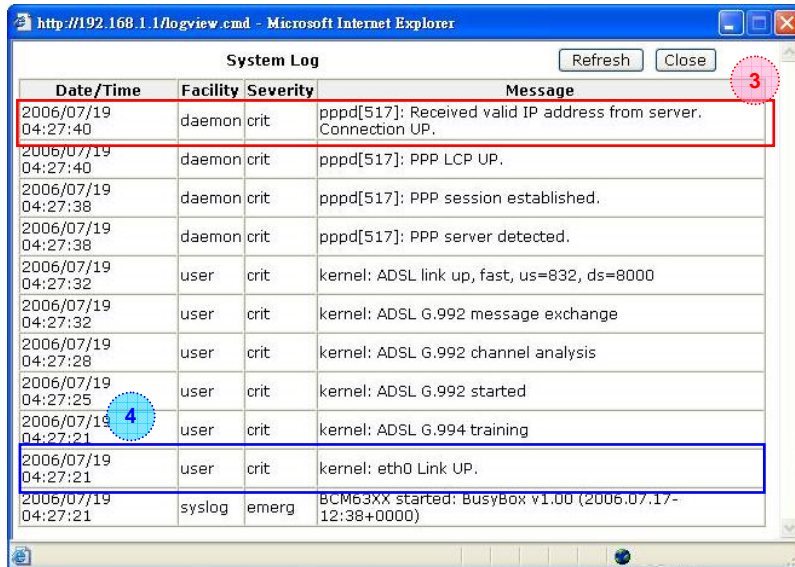 http://192.168.1.1/logview.cmd - Microsoft Internet Explorer
System Log
Refresh
Close
3
Date/Time Facility Severity Message
2006/07/19
04:27:40
daemon crit
pppd[517]: Received valid IP address from server.
Connection UP.
2006/07/19
04:27:40
daemon crit
pppd[517]: PPP LCP UP.
2006/07/19
04:27:38
daemon crit
pppd[517]: PPP session established.
2006/07/19
04:27:38
daemon crit
pppd[517]: PPP server detected.
2006/07/19
04:27:32
user crit
kernel: ADSL link up, fast, us=832, ds=8000
2006/07/19
04:27:32
user crit
kernel: ADSL G.992 message exchange
2006/07/19
04:27:28
user crit
kernel: ADSL G.992 channel analysis
2006/07/19
04:27:25
user crit
kernel: ADSL G.992 started
4
2006/07/19
04:27:21
user crit
kernel: ADSL G.994 training
2006/07/19
04:27:21
user crit
kernel: eth0 Link UP.
2006/07/19
04:27:21
syslog emerg
BCM63XX started: BusyBox v1.00 (2006.07.17-
12:38+0000)